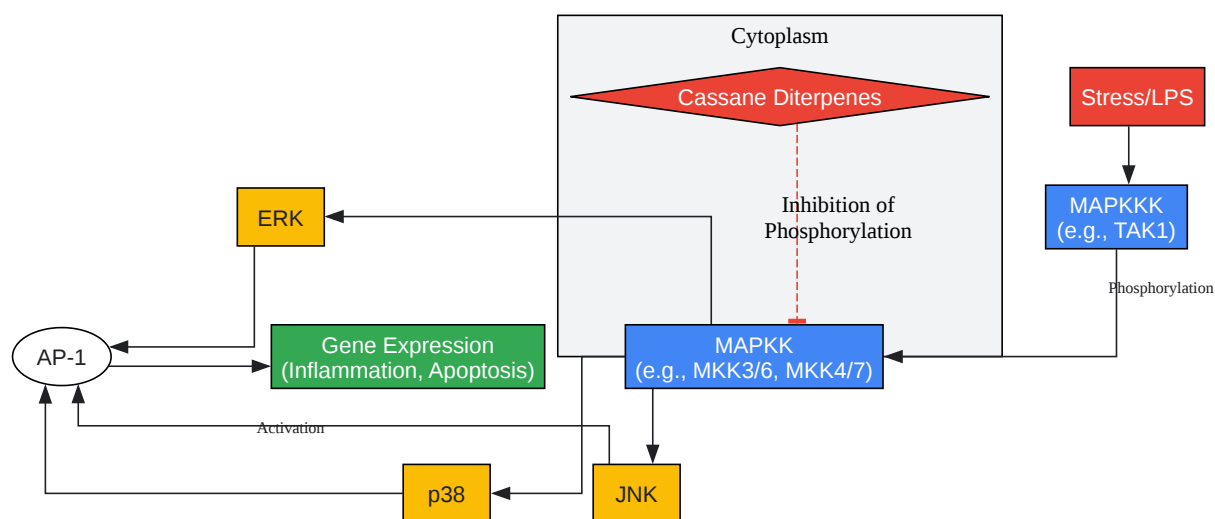 Cytoplasm
Cassane Diterpenes
Stress/LPS
MAPKKK
(e.g., TAK1)
ERK
Inhibition of
Phosphorylation
Phosphorylation
AP-1
Gene Expression
(Inflammation, Apoptosis)
MAPKK
(e.g., MKK3/6, MKK4/7)
Activation
p38
JNK